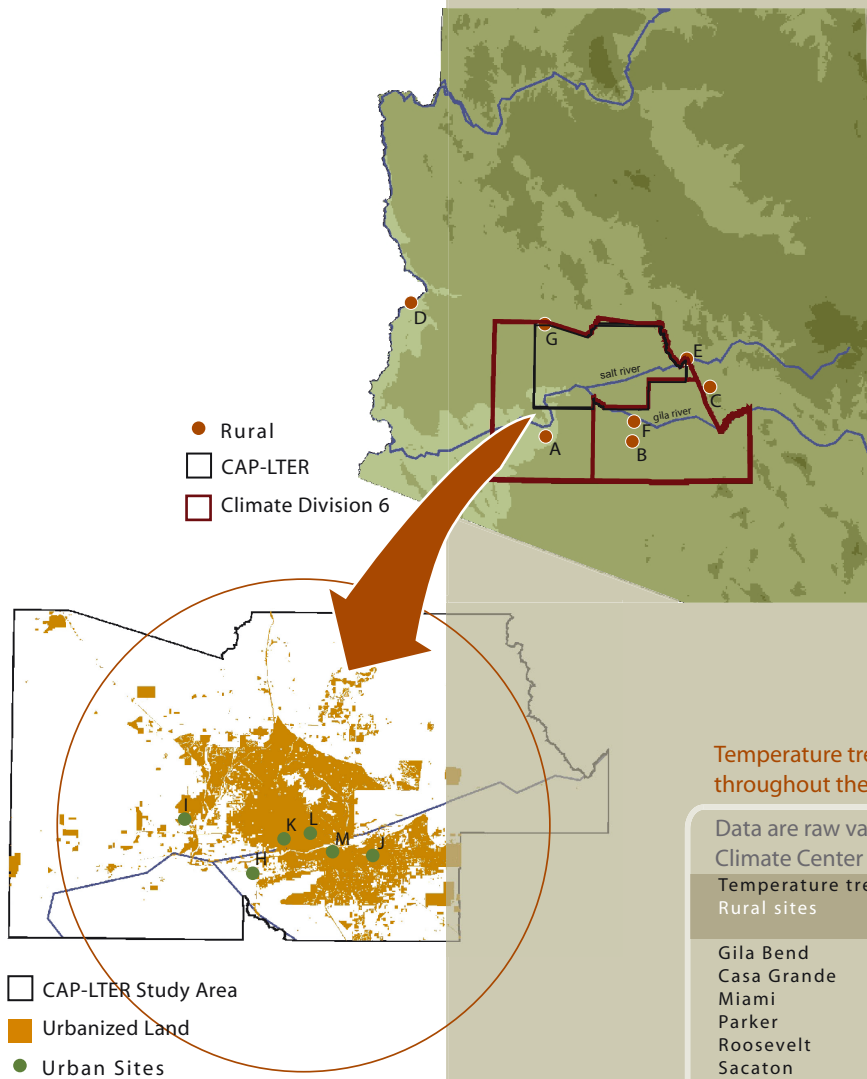 D
G
E
salt river
C
gila river
F
A
B
Rural
CAP-LTER
Climate Division 6
I
L
K
M
J
H
CAP-LTER Study Area
Urbanized Land
Urban Sites
Temperature tre
throughout the
Data are raw va
Climate Center
Temperature tre
Rural sites
Gila Bend
Casa Grande
Miami
Parker
Roosevelt
Sacaton